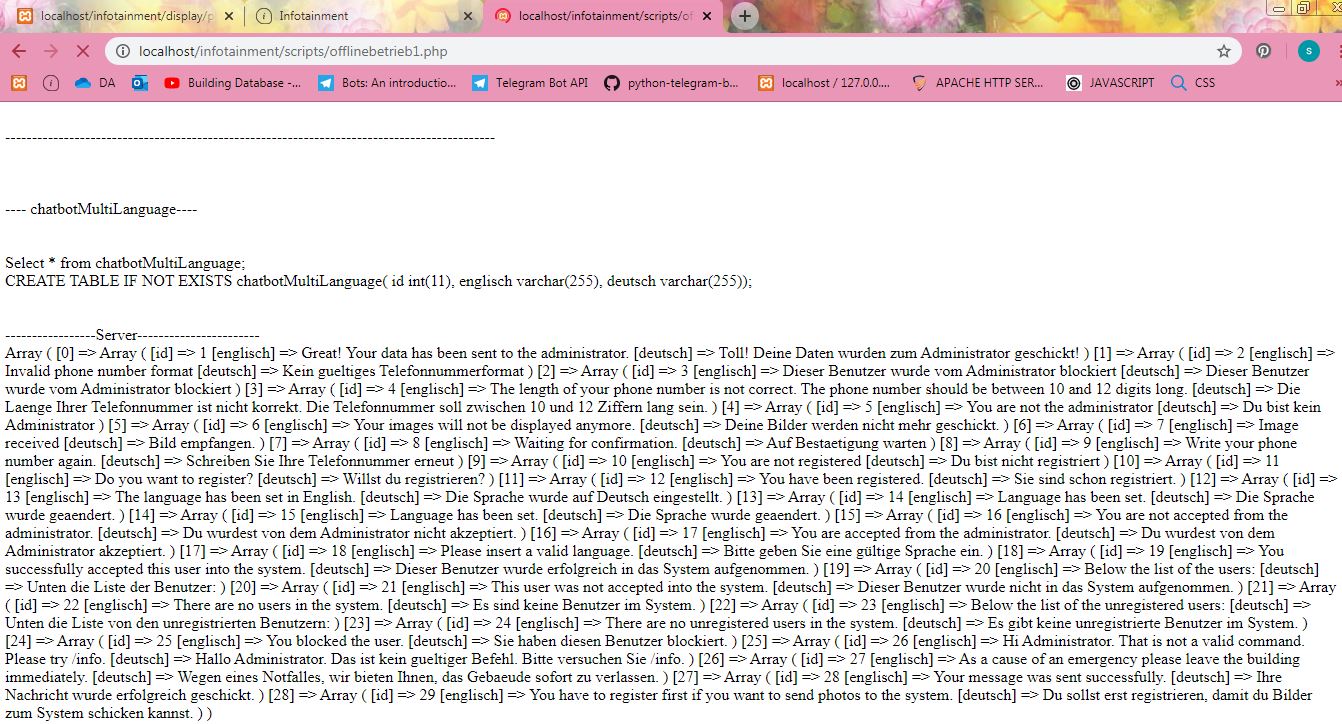 localhost/infotainment/display/p
Infotainment
localhost/infotainment/scripts/of
localhost/infotainment/scripts/offlinebetrieb1.php
s
DA
Building Database -...
Bots: An introductio...
Telegram Bot API
python-telegram-b...
localhost / 127.0.0....
APACHE HTTP SER...
JAVASCRIPT
CSS
»
--------------------------------------------------------------------------------------------
---- chatbotMultiLanguage----
Select * from chatbotMultiLanguage;
CREATE TABLE IF NOT EXISTS chatbotMultiLanguage( id int(11), englisch varchar(255), deutsch varchar(255));
-----------------Server-----------------------
Array ( [0] => Array ( [id] => 1 [englisch] => Great! Your data has been sent to the administrator. [deutsch] => Toll! Deine Daten wurden zum Administrator geschickt! ) [1] => Array ( [id] => 2 [englisch] =>
Invalid phone number format [deutsch] => Kein gueltiges Telefonnummerformat ) [2] => Array ( [id] => 3 [englisch] => Dieser Benutzer wurde vom Administrator blockiert [deutsch] => Dieser Benutzer
wurde vom Administrator blockiert ) [3] => Array ( [id] => 4 [englisch] => The length of your phone number is not correct. The phone number should be between 10 and 12 digits long. [deutsch] => Die
Laenge Ihrer Telefonnummer ist nicht korrekt. Die Telefonnummer soll zwischen 10 und 12 Ziffern lang sein. ) [4] => Array ( [id] => 5 [englisch] => You are not the administrator [deutsch] => Du bist kein
Administrator ) [5] => Array ( [id] => 6 [englisch] => Your images will not be displayed anymore. [deutsch] => Deine Bilder werden nicht mehr geschickt. ) [6] => Array ( [id] => 7 [englisch] => Image
received [deutsch] => Bild empfangen. ) [7] => Array ( [id] => 8 [englisch] => Waiting for confirmation. [deutsch] => Auf Bestaetigung warten ) [8] => Array ( [id] => 9 [englisch] => Write your phone
number again. [deutsch] => Schreiben Sie Ihre Telefonnummer erneut ) [9] => Array ( [id] => 10 [englisch] => You are not registered [deutsch] => Du bist nicht registriert ) [10] => Array ( [id] => 11
[englisch] => Do you want to register? [deutsch] => Willst du registrieren? ) [11] => Array ( [id] => 12 [englisch] => You have been registered. [deutsch] => Sie sind schon registriert. ) [12] => Array ( [id] =>
13 [englisch] => The language has been set in English. [deutsch] => Die Sprache wurde auf Deutsch eingestellt. ) [13] => Array ( [id] => 14 [englisch] => Language has been set. [deutsch] => Die Sprache
wurde geaendert. ) [14] => Array ( [id] => 15 [englisch] => Language has been set. [deutsch] => Die Sprache wurde geaendert. ) [15] => Array ( [id] => 16 [englisch] => You are not accepted from the
administrator. [deutsch] => Du wurdest von dem Administrator nicht akzeptiert. ) [16] => Array ( [id] => 17 [englisch] => You are accepted from the administrator. [deutsch] => Du wurdest von dem
Administrator akzeptiert. ) [17] => Array ( [id] => 18 [englisch] => Please insert a valid language. [deutsch] => Bitte geben Sie eine gültige Sprache ein. ) [18] => Array ( [id] => 19 [englisch] => You
successfully accepted this user into the system. [deutsch] => Dieser Benutzer wurde erfolgreich in das System aufgenommen. ) [19] => Array ( [id] => 20 [englisch] => Below the list of the users: [deutsch]
=> Unten die Liste der Benutzer: ) [20] => Array ( [id] => 21 [englisch] => This user was not accepted into the system. [deutsch] => Dieser Benutzer wurde nicht in das System aufgenommen. ) [21] => Array
( [id] => 22 [englisch] => There are no users in the system. [deutsch] => Es sind keine Benutzer im System. ) [22] => Array ( [id] => 23 [englisch] => Below the list of the unregistered users: [deutsch] =>
Unten die Liste von den unregistrierten Benutzern: ) [23] => Array ( [id] => 24 [englisch] => There are no unregistered users in the system. [deutsch] => Es gibt keine unregistrierte Benutzer im System. )
[24] => Array ( [id] => 25 [englisch] => You blocked the user. [deutsch] => Sie haben diesen Benutzer blockiert. ) [25] => Array ( [id] => 26 [englisch] => Hi Administrator. That is not a valid command.
Please try /info. [deutsch] => Hallo Administrator. Das ist kein gueltiger Befehl. Bitte versuchen Sie /info. ) [26] => Array ( [id] => 27 [englisch] => As a cause of an emergency please leave the building
immediately. [deutsch] => Wegen eines Notfalles, wir bieten Ihnen, das Gebaeude sofort zu verlassen. ) [27] => Array ( [id] => 28 [englisch] => Your message was sent successfully. [deutsch] => Ihre
Nachricht wurde erfolgreich geschickt. ) [28] => Array ( [id] => 29 [englisch] => You have to register first if you want to send photos to the system. [deutsch] => Du sollst erst registrieren, damit du Bilder
zum System schicken kannst. ) )